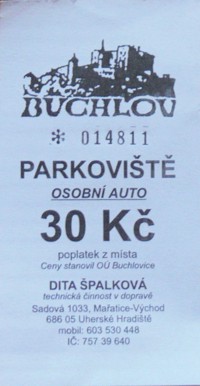 BUCHLOV
* 014811
PARKOVIŠTĚ
OSOBNÍ AUTO
30 Kč
poplatek z místa
Ceny stanovil OÚ Buchlovice
DITA ŠPALKOVÁ
technická činnost v dopravě
Sadová 1033, Mařatice-Východ
686 05 Uherské Hradiště
mobil: 603 530 448
IČ: 757 39 640